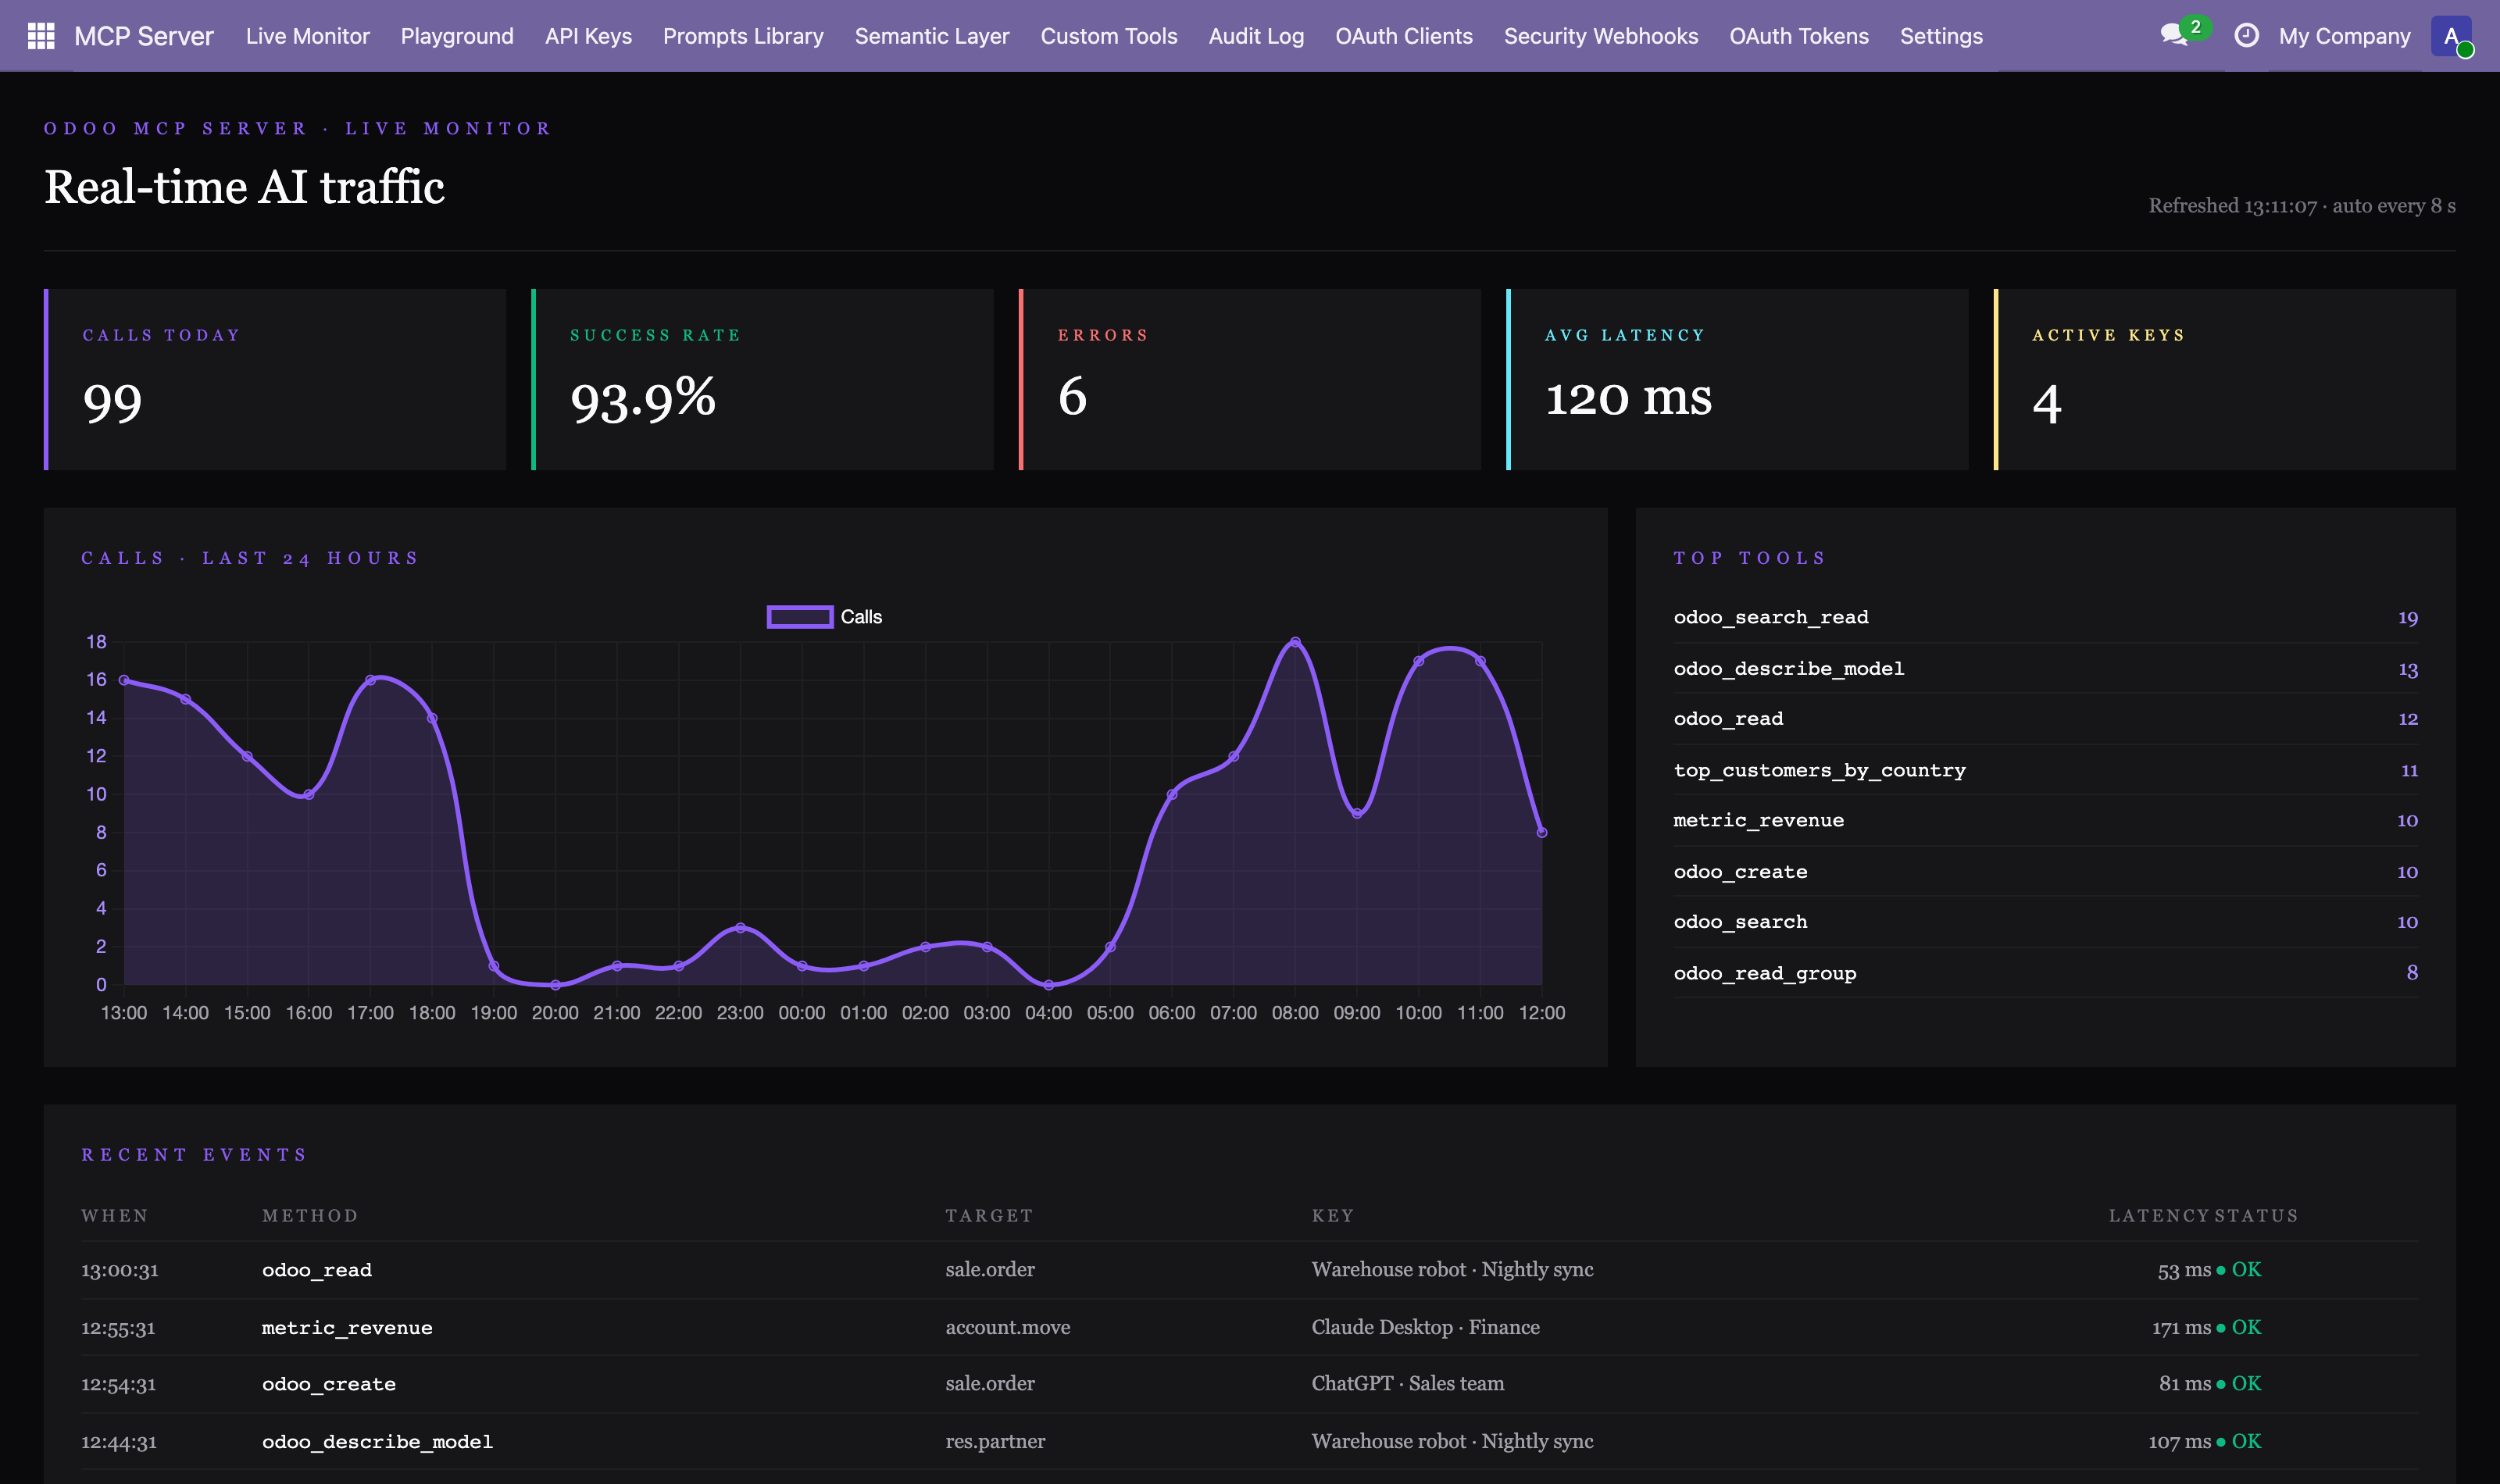 MCP Server Live Monitor Playground API Keys Prompts Library Semantic Layer Custom Tools Audit Log OAuth Clients Security Webhooks OAuth Tokens Settings 2 My Company A
ODOO MCP SERVER · LIVE MONITOR
Real-time AI traffic
Refreshed 13:11:07 · auto every 8 s
CALLS TODAY
99
SUCCESS RATE
93.9%
ERRORS
6
AVG LATENCY
120 ms
ACTIVE KEYS
4
CALLS · LAST 24 HOURS
Calls
18
16
14
12
10
8
6
4
2
0
13:00 14:00 15:00 16:00 17:00 18:00 19:00 20:00 21:00 22:00 23:00 00:00 01:00 02:00 03:00 04:00 05:00 06:00 07:00 08:00 09:00 10:00 11:00 12:00
TOP TOOLS
odoo_search_read 19
odoo_describe_model 13
odoo_read 12
top_customers_by_country 11
metric_revenue 10
odoo_create 10
odoo_search 10
odoo_read_group 8
RECENT EVENTS
WHEN METHOD TARGET KEY LATENCY STATUS
13:00:31 odoo_read sale.order Warehouse robot · Nightly sync 53 ms ● OK
12:55:31 metric_revenue account.move Claude Desktop · Finance 171 ms ● OK
12:54:31 odoo_create sale.order ChatGPT · Sales team 81 ms ● OK
12:44:31 odoo_describe_model res.partner Warehouse robot · Nightly sync 107 ms ● OK